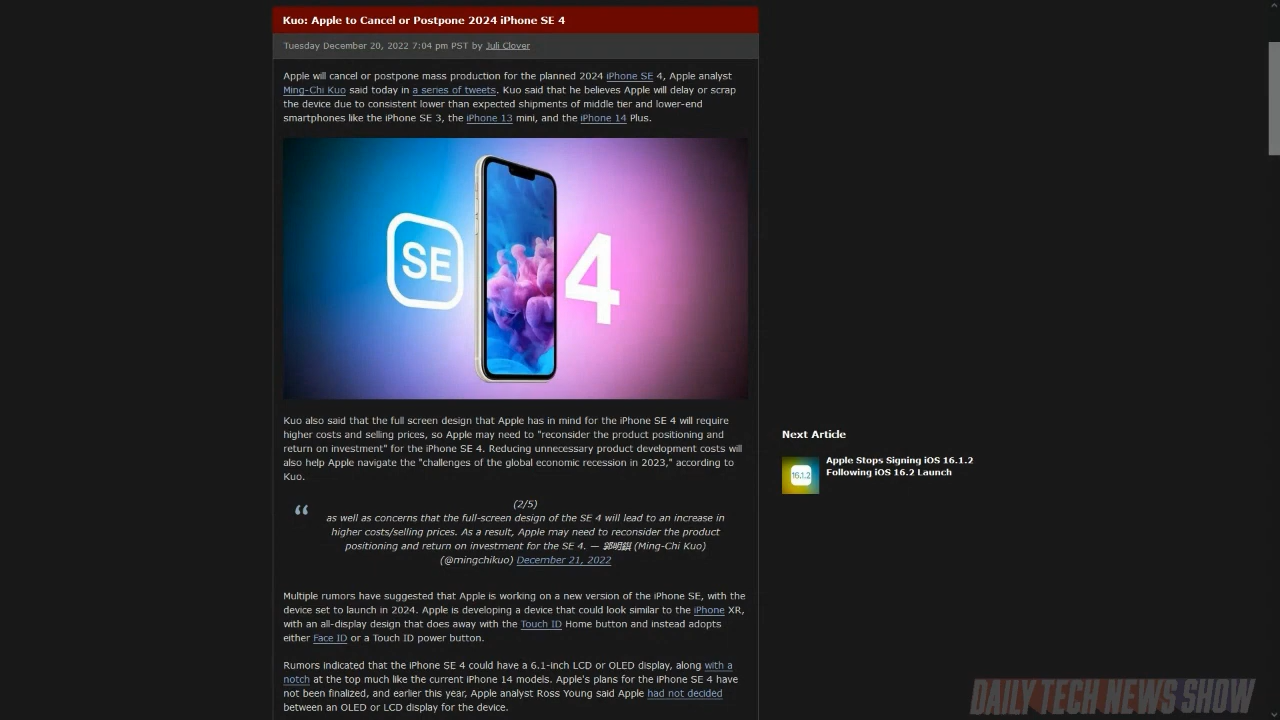 Kuo: Apple to Cancel or Postpone 2024 iPhone SE 4
Tuesday December 20, 2022 7:04 pm PST by Juli Clover
Apple will cancel or postpone mass production for the planned 2024 iPhone SE 4, Apple analyst
Ming-Chi Kuo said today in a series of tweets. Kuo said that he believes Apple will delay or scrap
the device due to consistent lower than expected shipments of middle tier and lower-end
smartphones like the iPhone SE 3, the iPhone 13 mini, and the iPhone 14 Plus.
SE 4
Kuo also said that the full screen design that Apple has in mind for the iPhone SE 4 will require
higher costs and selling prices, so Apple may need to "reconsider the product positioning and
return on investment" for the iPhone SE 4. Reducing unnecessary product development costs will
also help Apple navigate the "challenges of the global economic recession in 2023," according to
Kuo.
“
(2/5)
as well as concerns that the full-screen design of the SE 4 will lead to an increase in
higher costs/selling prices. As a result, Apple may need to reconsider the product
positioning and return on investment for the SE 4. — 郭明錤 (Ming-Chi Kuo)
(@mingchikuo) December 21, 2022
Multiple rumors have suggested that Apple is working on a new version of the iPhone SE, with the
device set to launch in 2024. Apple is developing a device that could look similar to the iPhone XR,
with an all-display design that does away with the Touch ID Home button and instead adopts
either Face ID or a Touch ID power button.
Rumors indicated that the iPhone SE 4 could have a 6.1-inch LCD or OLED display, along with a
notch at the top much like the current iPhone 14 models. Apple's plans for the iPhone SE 4 have
not been finalized, and earlier this year, Apple analyst Ross Young said Apple had not decided
between an OLED or LCD display for the device.
Next Article
16.1.2
Apple Stops Signing iOS 16.1.2
Following iOS 16.2 Launch
DAILY TECH NEWS SHOW